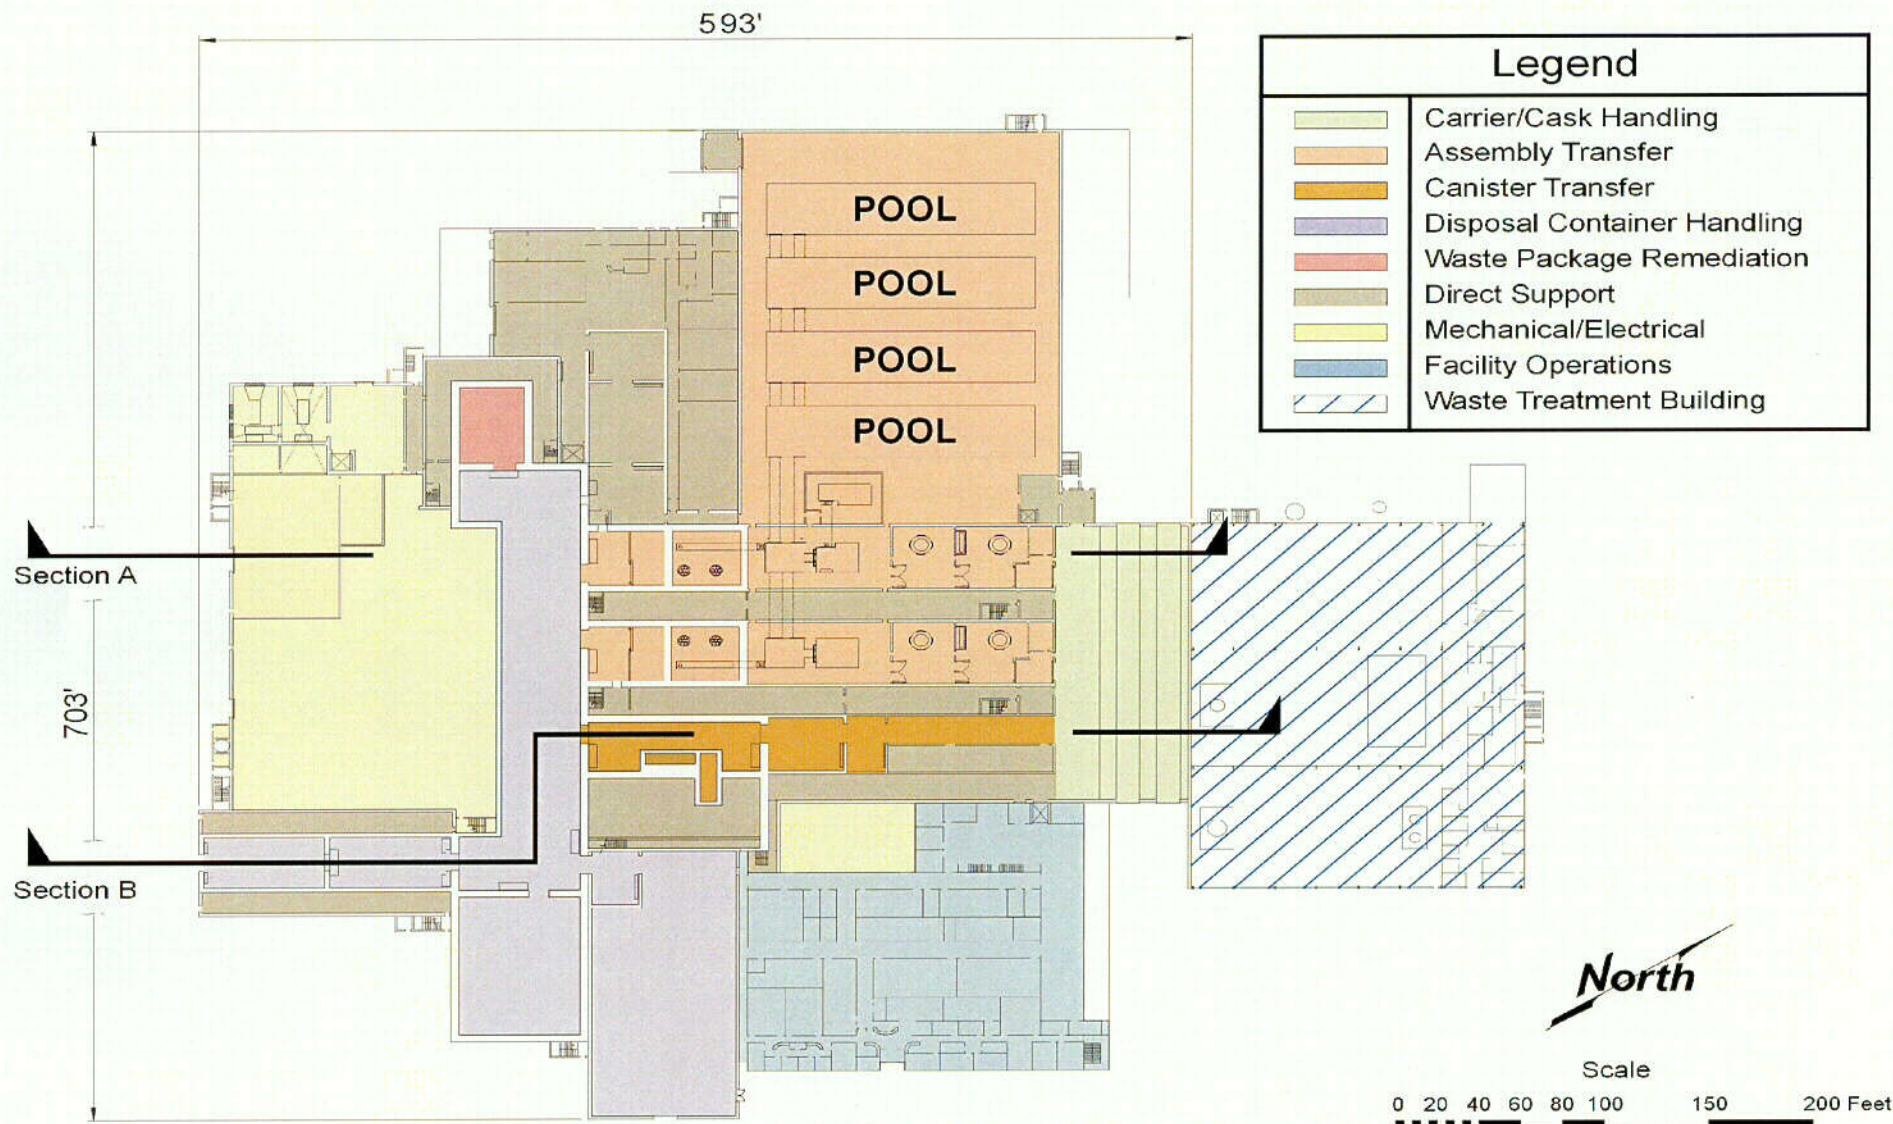 593'
Legend
Carrier/Cask Handling
Assembly Transfer
Canister Transfer
Disposal Container Handling
Waste Package Remediation
Direct Support
Mechanical/Electrical
Facility Operations
Waste Treatment Building
POOL
POOL
POOL
POOL
Section A
703'
Section B
North
Scale
0 20 40 60 80 100 150 200 Feet